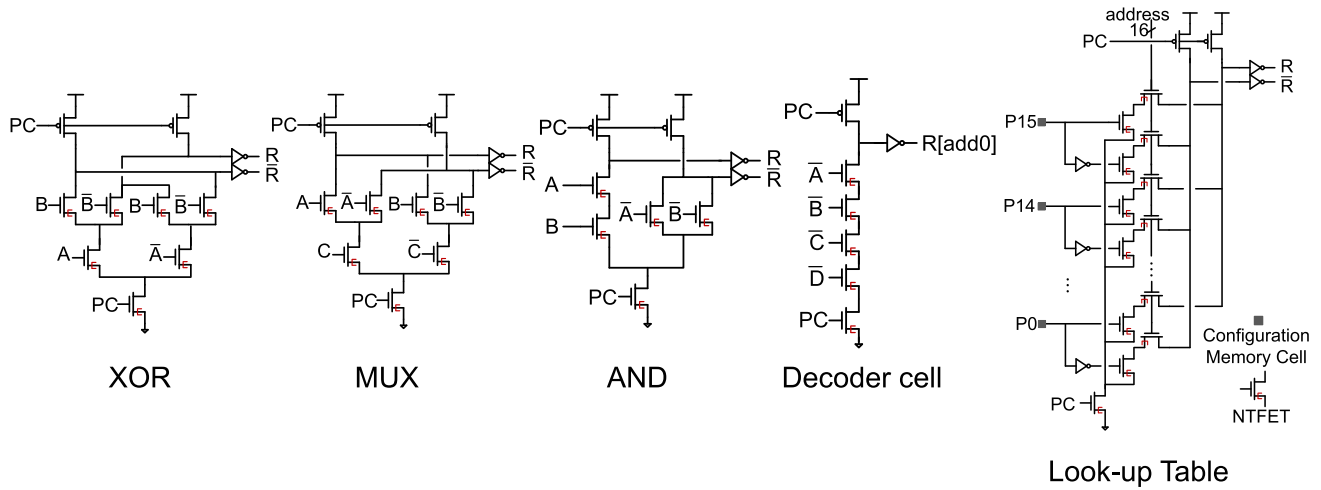 PC
R
R̅
B
B̅
B
B̅
A
A̅
PC
XOR
PC
R
R̅
A
A̅
B
B̅
C
C̅
PC
MUX
PC
R
R̅
A
B
A̅
B̅
PC
AND
PC
R[add0]
A̅
B̅
C̅
D̅
PC
Decoder cell
address
16
PC
R
R̅
P15
P14
...
P0
PC
Configuration
Memory Cell
NTFET
Look-up Table